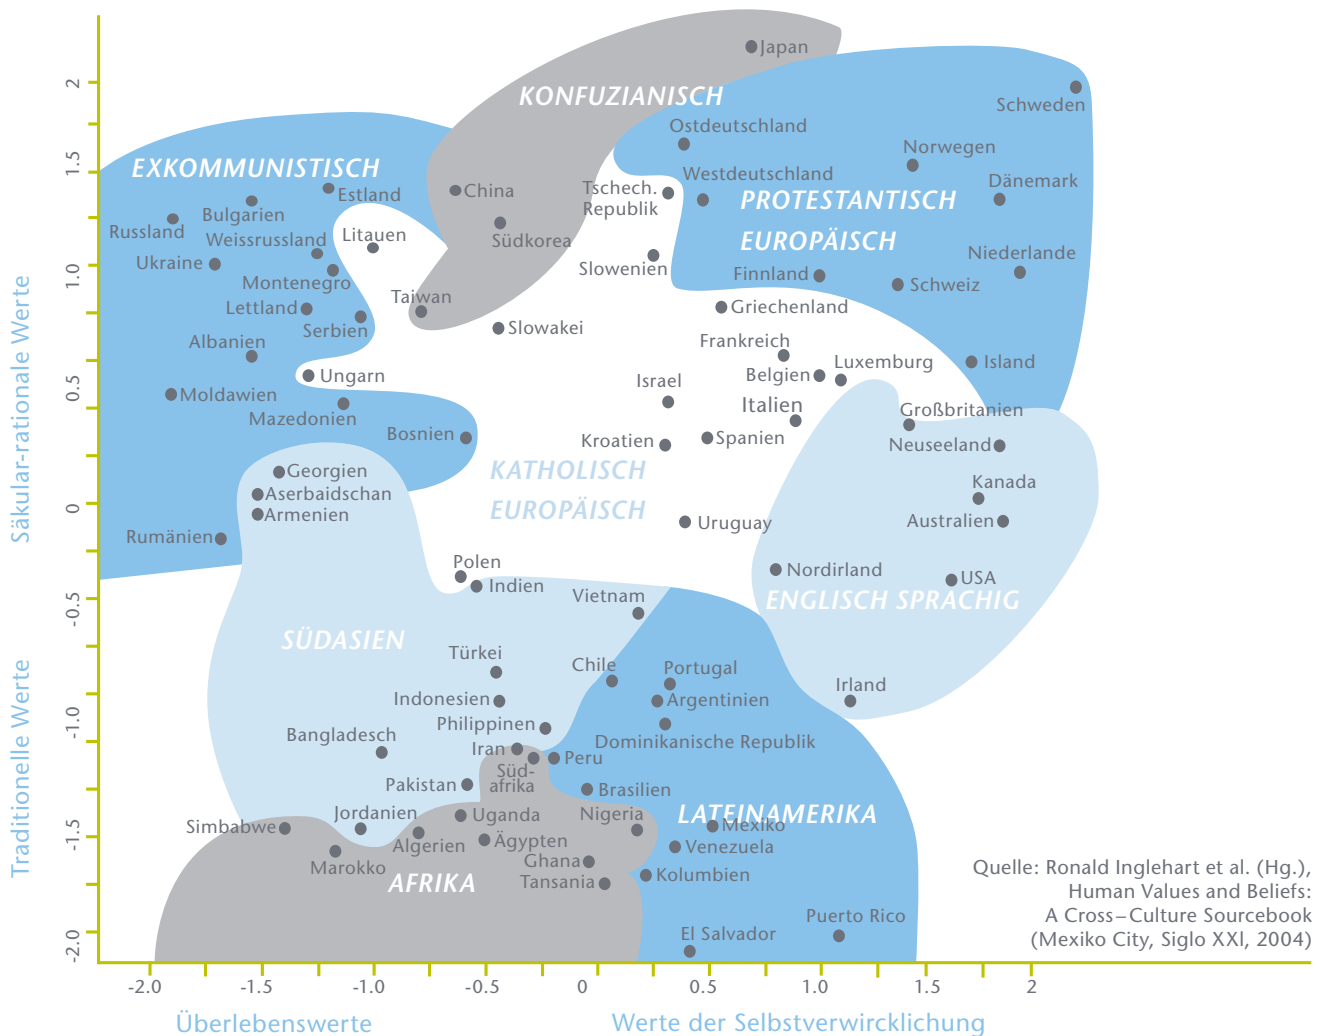 Japan
2
KONFUZIANISCH
Schweden
Ostdeutschland
Norwegen
1.5
EXKOMMUNISTISCH
Westdeutschland
Dänemark
China
Tschech.
Republik
Estland
PROTESTANTISCH
EUROPÄISCH
Bulgarien
Russland
Weissrussland
Litauen
Südkorea
Niederlande
Ukraine
Slowenien
1.0
Montenegro
Finnland
Schweiz
Taiwan
Lettland
Griechenland
Serbien
Slowakei
Albanien
Frankreich
Luxemburg
Island
Ungarn
Belgien
Israel
0.5
Moldawien
Mazedonien
Italien
Großbritanien
Bosnien
Kroatien
Spanien
Neuseeland
KATHOLISCH
EUROPÄISCH
Georgien
Aserbaidschan
Armenien
Kanada
0
Uruguay
Australien
Rumänien
Polen
Indien
Nordirland
USA
Vietnam
ENGLISCH SPRACHIG
-0.5
SÜDASIEN
Türkei
Chile
Portugal
Indonesien
Argentinien
Irland
Philippinen
-1.0
Bangladesch
Dominikanische Republik
Iran
Süd-
afrika
Peru
Pakistan
Brasilien
Jordanien
Uganda
Nigeria
LATEINAMERIKA
Simbabwe
Mexiko
-1.5
Algerien
Ägypten
Venezuela
Marokko
Ghana
AFRIKA
Tansania
Kolumbien
Puerto Rico
El Salvador
-2.0
Säkular-rationale Werte
Traditionelle Werte
Quelle: Ronald Inglehart et al. (Hg.),
Human Values and Beliefs:
A Cross–Culture Sourcebook
(Mexiko City, Siglo XXI, 2004)
-2.0 -1.5 -1.0 -0.5 0 0.5 1.0 1.5 2
Überlebenswerte Werte der Selbstverwircklichung